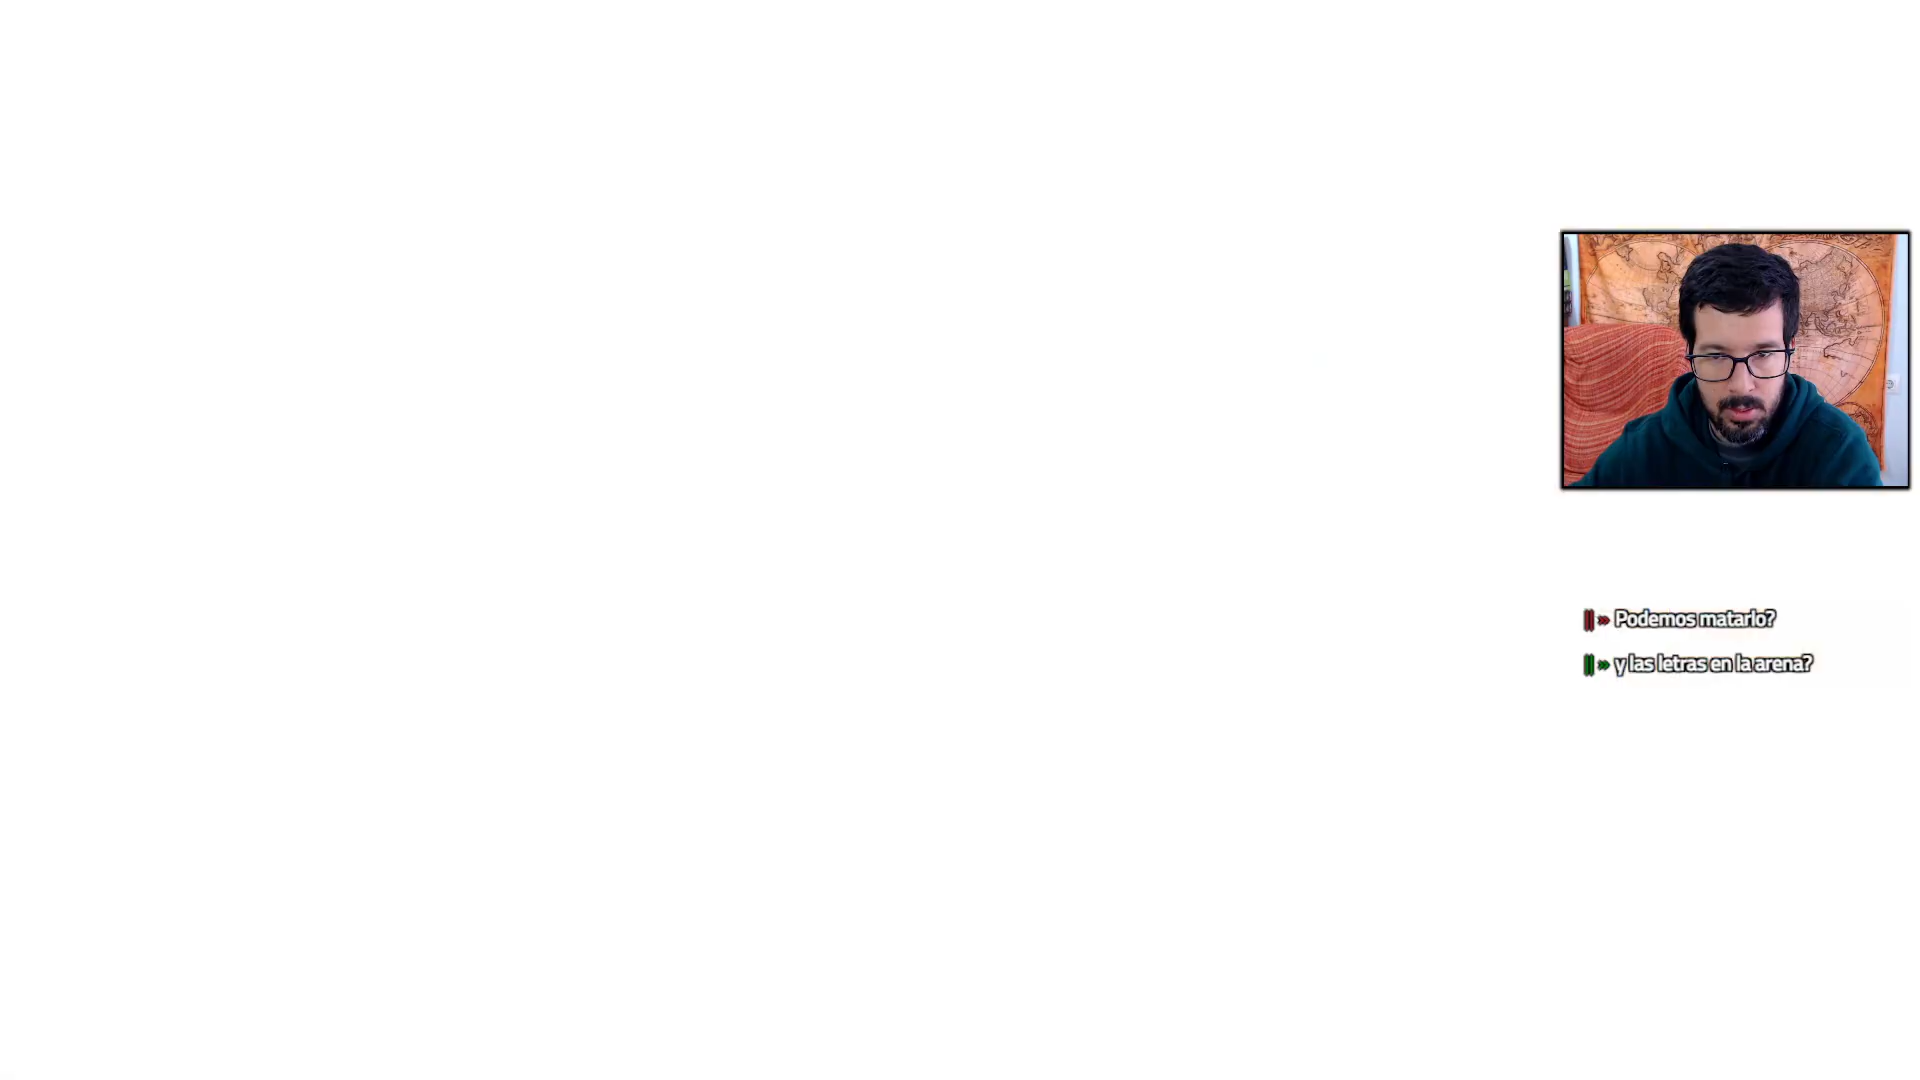 » Podemos matarlo?
» y las letras en la arena?